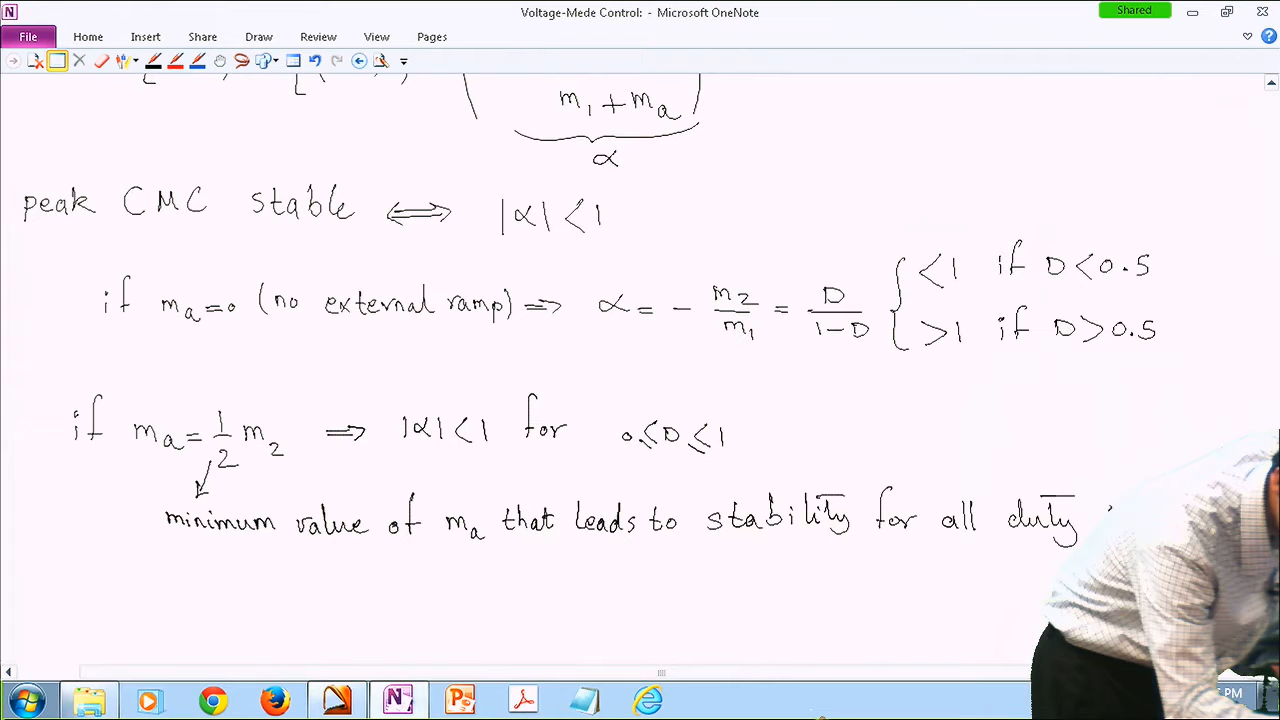 Voltage-Mede Control: - Microsoft OneNote
Shared
File Home Insert Share Draw Review View Pages
m₁ + mₐ
α
peak CMC stable ⟺ |α| < 1
if mₐ = 0 (no external ramp) ⟹ α = - m₂/m₁ = D/1-D { < 1 if D < 0.5
> 1 if D > 0.5
if mₐ = 1/2 m₂ ⟹ |α| < 1 for 0 ≤ D ≤ 1
minimum value of mₐ that leads to stability for all duty
PM